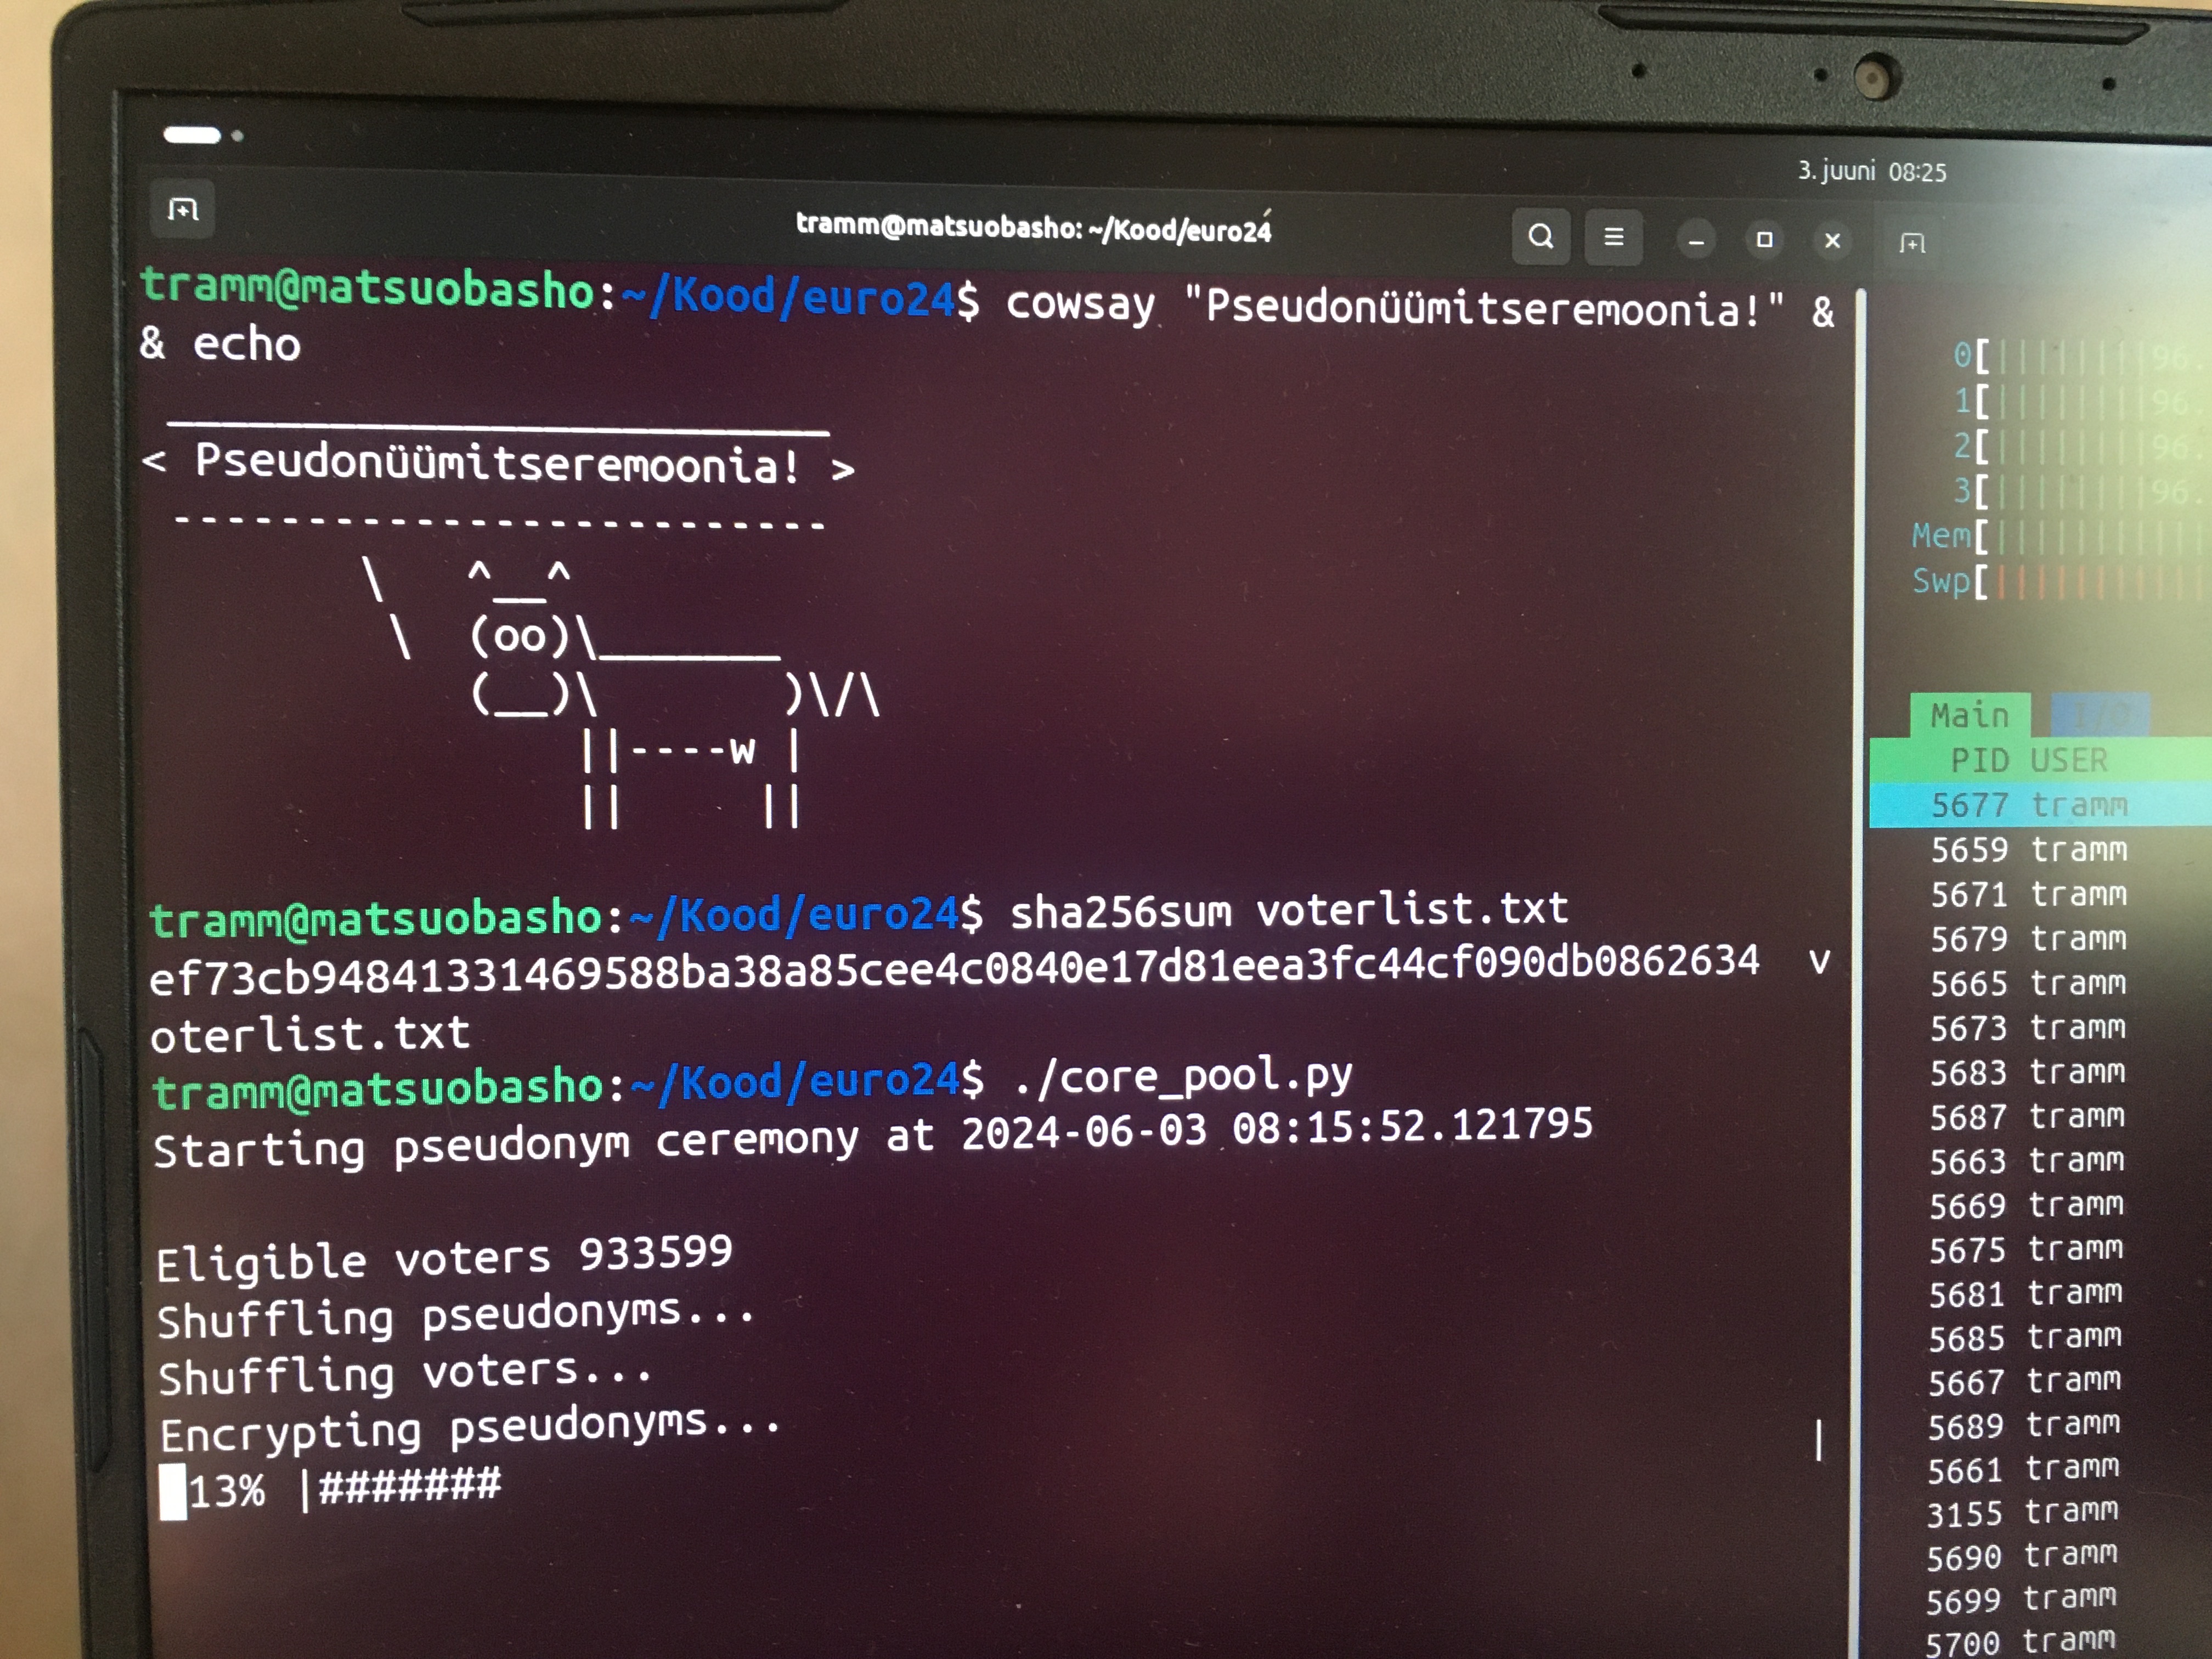 3. juuni 08:25
tramm@matsuobasho: ~/Kood/euro24
tramm@matsuobasho:~/Kood/euro24$ cowsay "Pseudonüümitseremoonia!" &
& echo
 _________________________
< Pseudonüümitseremoonia! >
 -------------------------
        \   ^__^
         \  (oo)\_______
            (__)\       )\/\
                ||----w |
                ||     ||
tramm@matsuobasho:~/Kood/euro24$ sha256sum voterlist.txt
ef73cb94841331469588ba38a85cee4c0840e17d81eea3fc44cf090db0862634  v
oterlist.txt
tramm@matsuobasho:~/Kood/euro24$ ./core_pool.py
Starting pseudonym ceremony at 2024-06-03 08:15:52.121795
Eligible voters 933599
Shuffling pseudonyms...
Shuffling voters...
Encrypting pseudonyms...
13% |####### |
0[||||||||96.
1[||||||||96.
2[||||||||96.
3[||||||||96.
Mem[
Swp[
Main I/O
PID USER
5677 tramm
5659 tramm
5671 tramm
5679 tramm
5665 tramm
5673 tramm
5683 tramm
5687 tramm
5663 tramm
5669 tramm
5675 tramm
5681 tramm
5685 tramm
5667 tramm
5689 tramm
5661 tramm
3155 tramm
5690 tramm
5699 tramm
5700 tramm